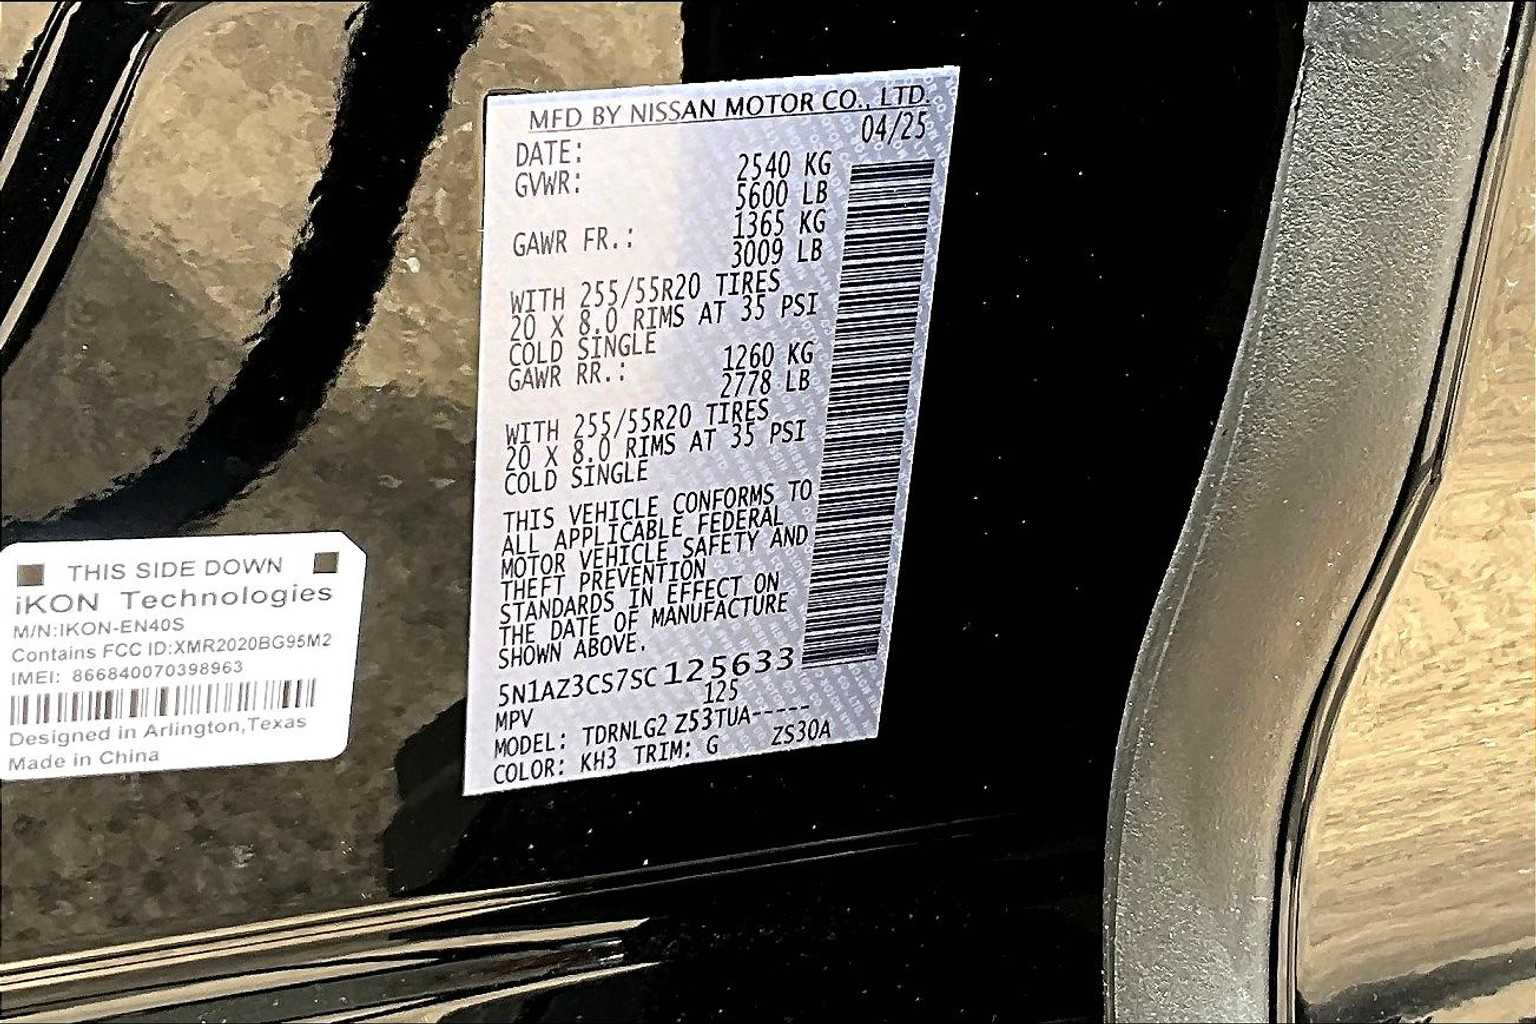 MFD BY NISSAN MOTOR CO., LTD.
DATE: 04/25
GVWR: 2540 KG
5600 LB
GAWR FR.: 1365 KG
3009 LB
WITH 255/55R20 TIRES
20 X 8.0 RIMS AT 35 PSI
COLD SINGLE
GAWR RR.: 1260 KG
2778 LB
WITH 255/55R20 TIRES
20 X 8.0 RIMS AT 35 PSI
COLD SINGLE
THIS VEHICLE CONFORMS TO
ALL APPLICABLE FEDERAL
MOTOR VEHICLE SAFETY AND
THEFT PREVENTION
STANDARDS IN EFFECT ON
THE DATE OF MANUFACTURE
SHOWN ABOVE.
5N1AZ3CS7SC125633
MPV 125
MODEL: TDRNLG2 Z53TUA-----
COLOR: KH3 TRIM: G ZS30A
THIS SIDE DOWN
iKON Technologies
M/N:IKON-EN40S
Contains FCC ID:XMR2020BG95M2
IMEI: 866840070398963
Designed in Arlington,Texas
Made in China